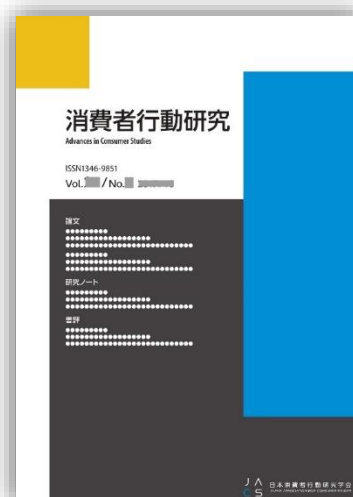 消費者行動研究
Advances in Consumer Studies
ISSN1346-9851
Vol. /No.
論文
研究ノート
書評
JACS
日本消費者行動研究学会